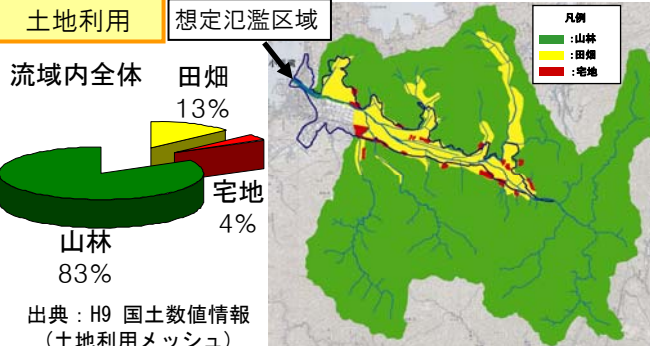 土地利用
想定氾濫区域
流域内全体
田畑
13%
宅地
4%
山林
83%
出典：H9 国土数値情報
（土地利用メッシュ）
凡例
:山林
:田畑
:宅地